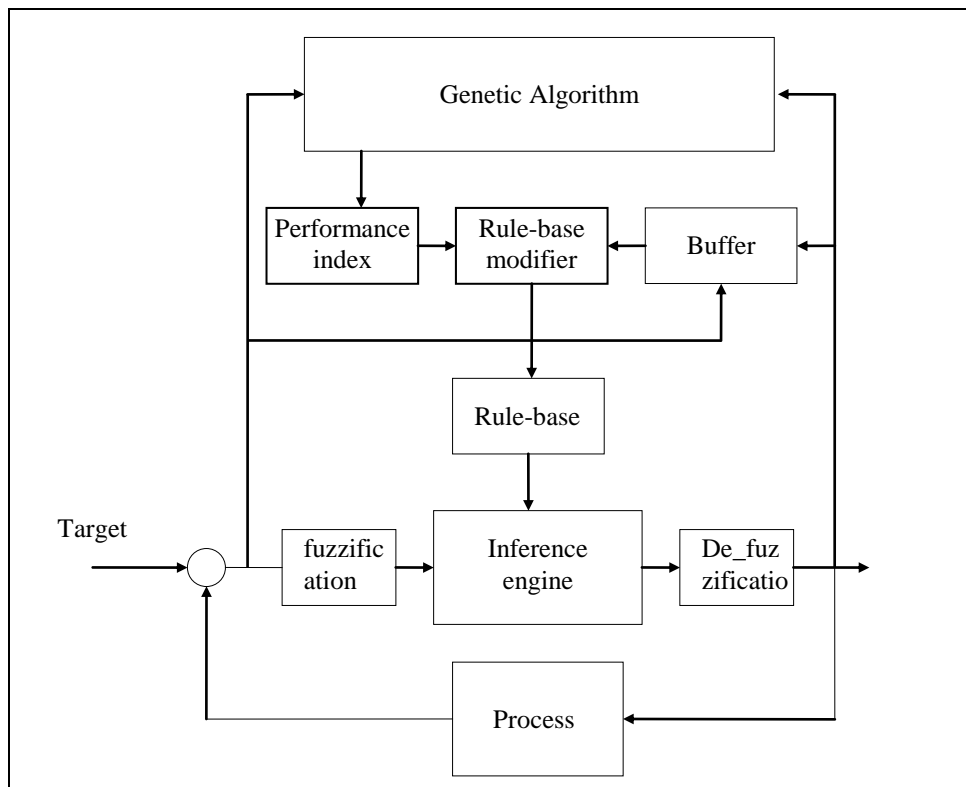 Genetic Algorithm
Performance
index
Rule-base
modifier
Buffer
Rule-base
Target
fuzzific
ation
Inference
engine
De_fuz
zificatio
Process